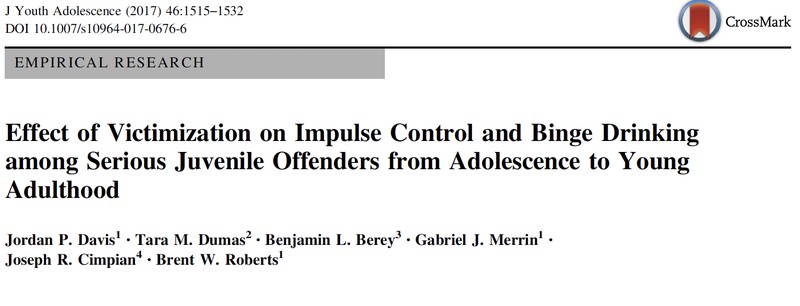 J Youth Adolescence (2017) 46:1515–1532
DOI 10.1007/s10964-017-0676-6
CrossMark
EMPIRICAL RESEARCH
Effect of Victimization on Impulse Control and Binge Drinking
among Serious Juvenile Offenders from Adolescence to Young
Adulthood
Jordan P. Davis1 · Tara M. Dumas2 · Benjamin L. Berey3 · Gabriel J. Merrin1 ·
Joseph R. Cimpian4 · Brent W. Roberts1